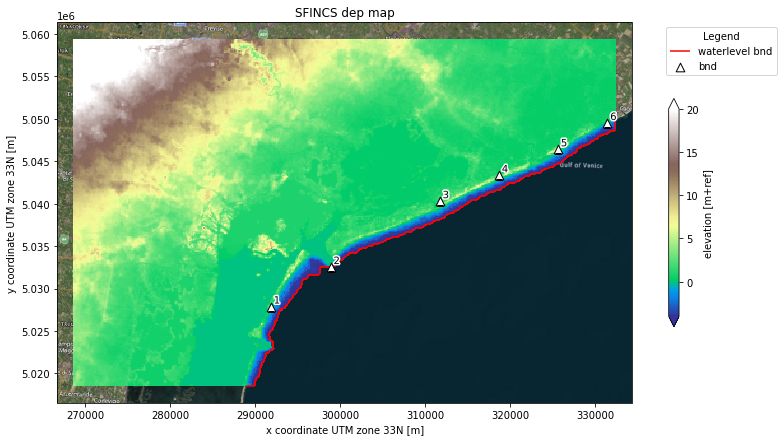 SFINCS dep map
1e6
5.060
5.055
5.050
5.045
5.040
5.035
5.030
5.025
5.020
y coordinate UTM zone 33N [m]
270000 280000 290000 300000 310000 320000 330000
x coordinate UTM zone 33N [m]
1
2
3
4
5
6
Gulf of Venice
Legend
waterlevel bnd
bnd
20
15
10
5
0
elevation [m+ref]